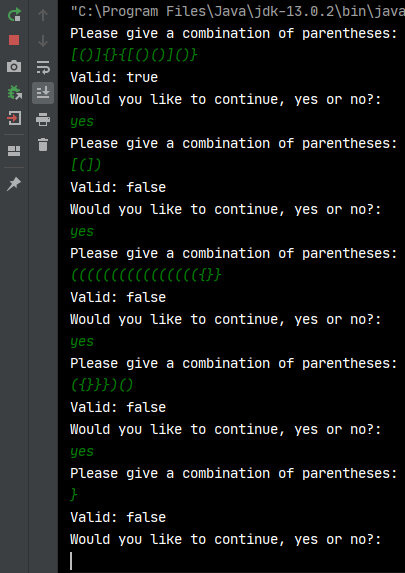 "C:\Program Files\Java\jdk-13.0.2\bin\java
Please give a combination of parentheses:
[()]{}{[()()]()}
Valid: true
Would you like to continue, yes or no?:
yes
Please give a combination of parentheses:
[(])
Valid: false
Would you like to continue, yes or no?:
yes
Please give a combination of parentheses:
(((((((((((((((({}}
Valid: false
Would you like to continue, yes or no?:
yes
Please give a combination of parentheses:
({}}})()
Valid: false
Would you like to continue, yes or no?:
yes
Please give a combination of parentheses:
}
Valid: false
Would you like to continue, yes or no?: